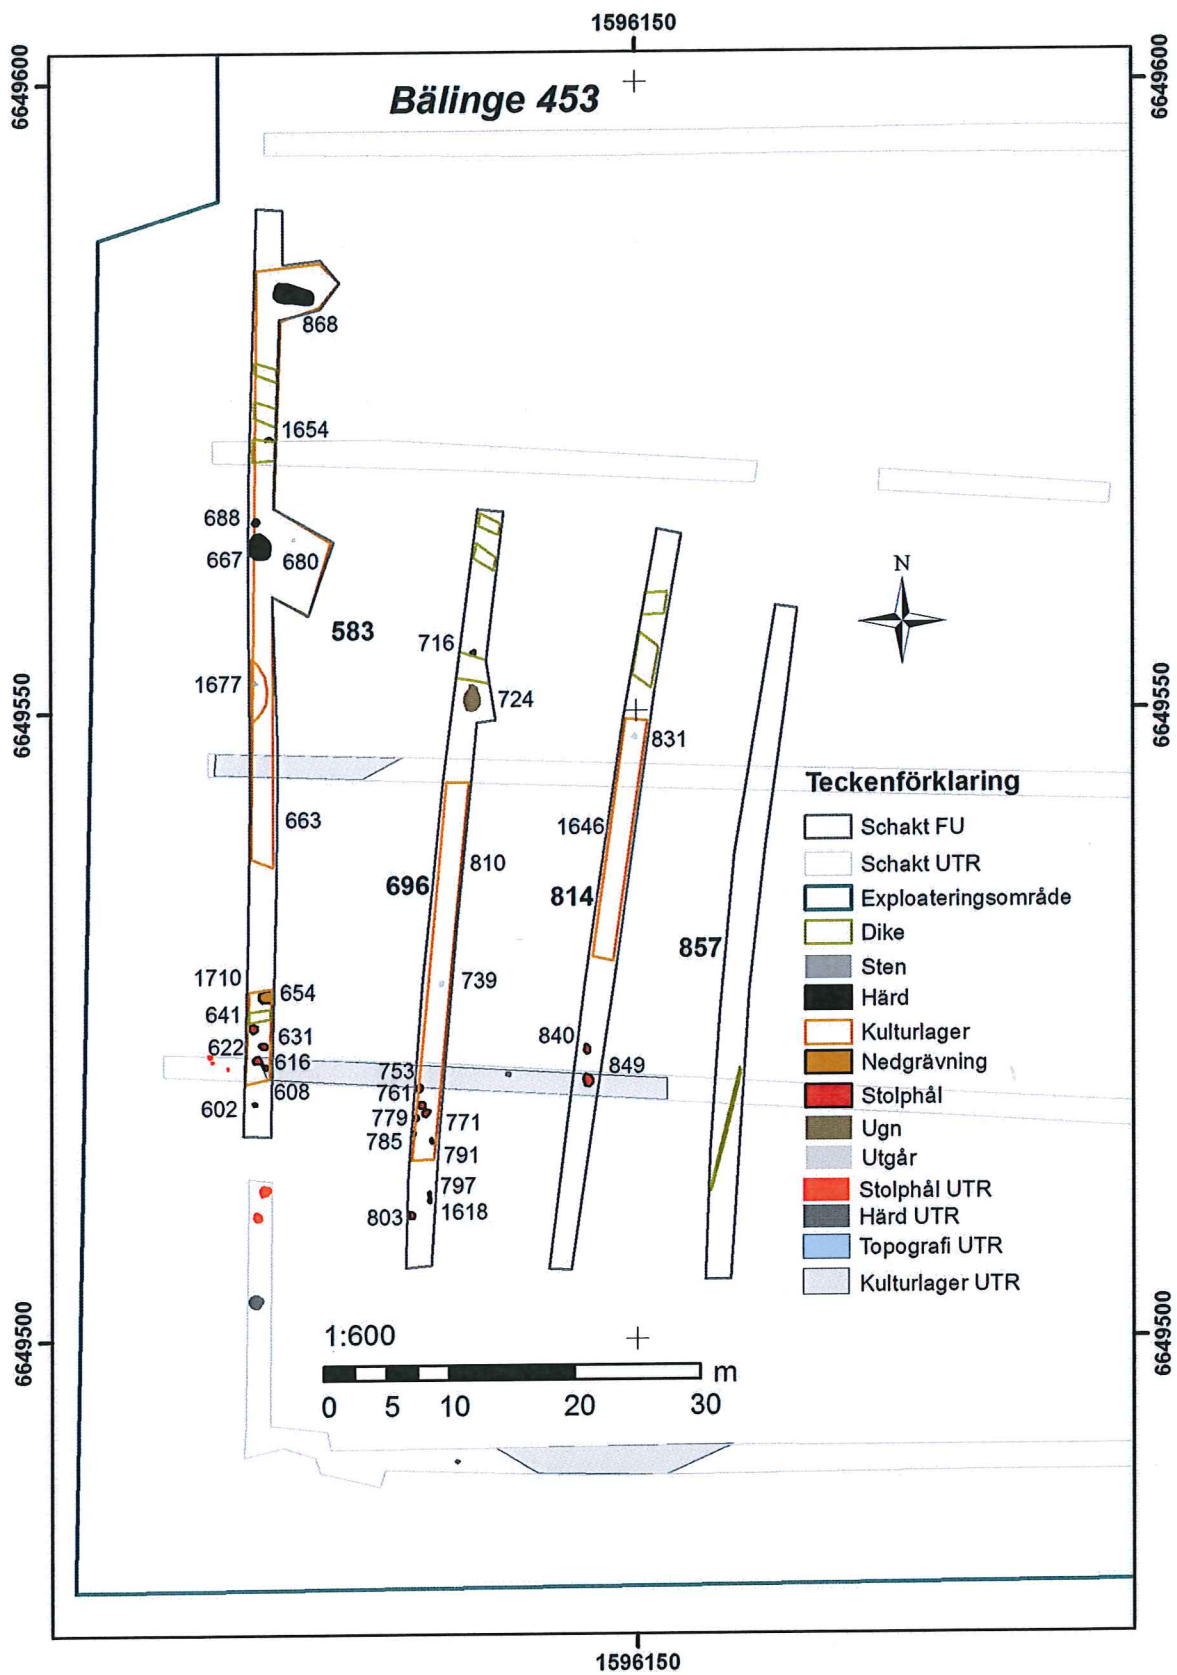 1596150
6649600
6649600
Bälinge 453
868
1654
688
667
680
583
716
1677
724
6649550
6649550
831
Teckenförklaring
Schakt FU
Schakt UTR
Exploateringsområde
Dike
Sten
Härd
Kulturlager
Nedgrävning
Stolphål
Ugn
Utgår
Stolphål UTR
Härd UTR
Topografi UTR
Kulturlager UTR
N
663
1646
810
696
814
857
739
1710
654
641
631
622
616
608
602
840
849
753
761
779
771
785
791
797
803
1618
6649500
6649500
1:600
m
0 5 10 20 30
1596150